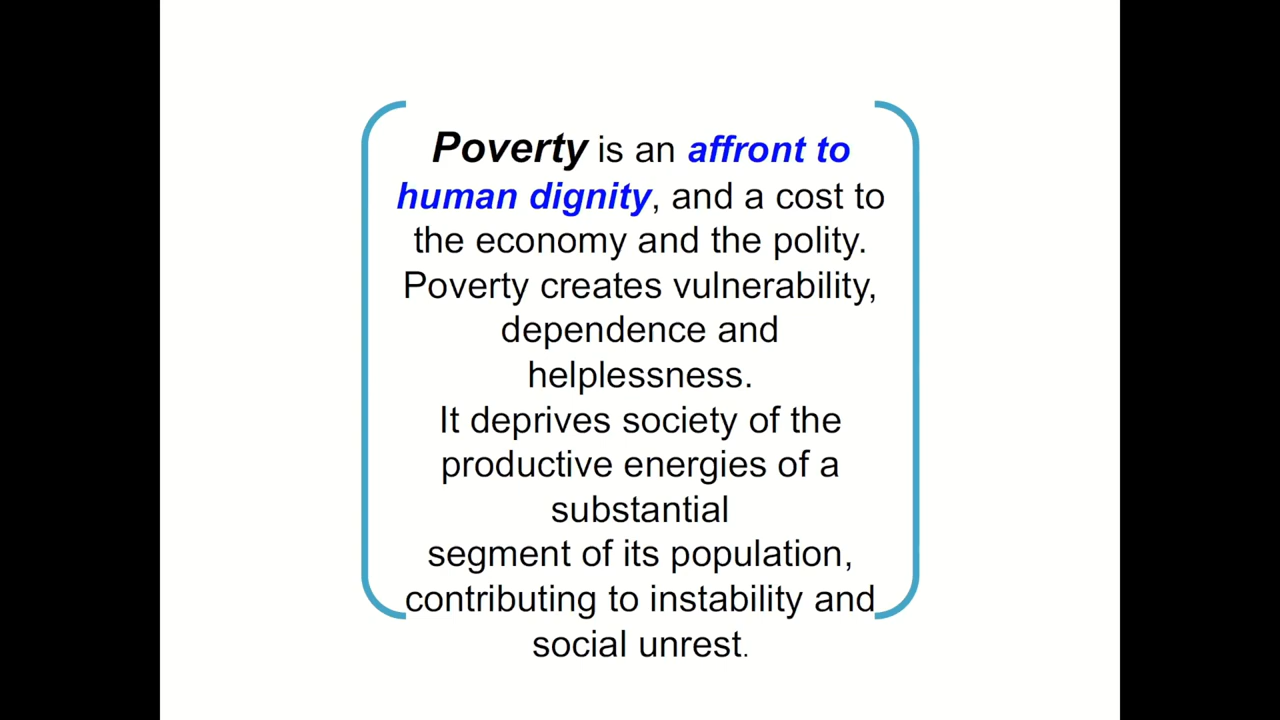 Poverty is an affront to
human dignity, and a cost to
the economy and the polity.
Poverty creates vulnerability,
dependence and
helplessness.
It deprives society of the
productive energies of a
substantial
segment of its population,
contributing to instability and
social unrest.